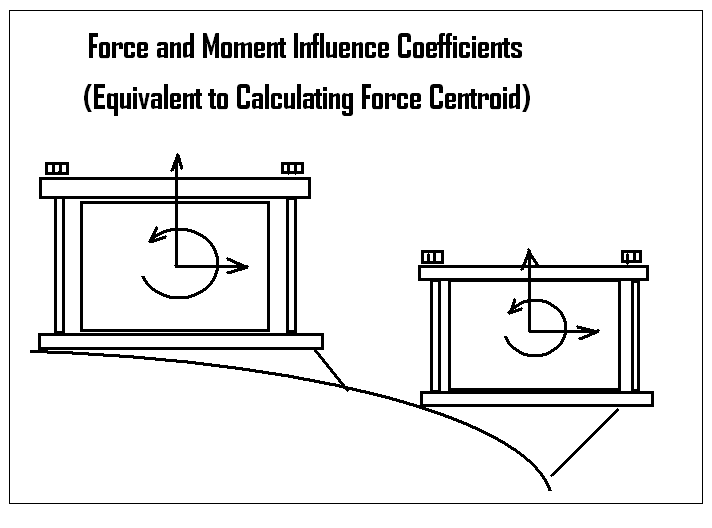 Force and Moment Influence Coefficients
(Equivalent to Calculating Force Centroid)